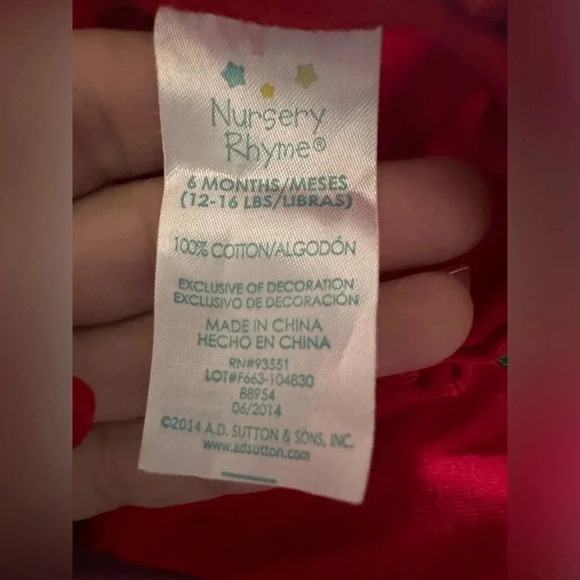 Nursery
Rhyme®
6 MONTHS/MESES
(12-16 LBS/LIBRAS)
100% COTTON/ALGODÓN
EXCLUSIVE OF DECORATION
EXCLUSIVO DE DECORACIÓN
MADE IN CHINA
HECHO EN CHINA
RN#93551
LOT#F663-104830
88954
06/2014
©2014 A.D. SUTTON & SONS, INC.
www.adsutton.com